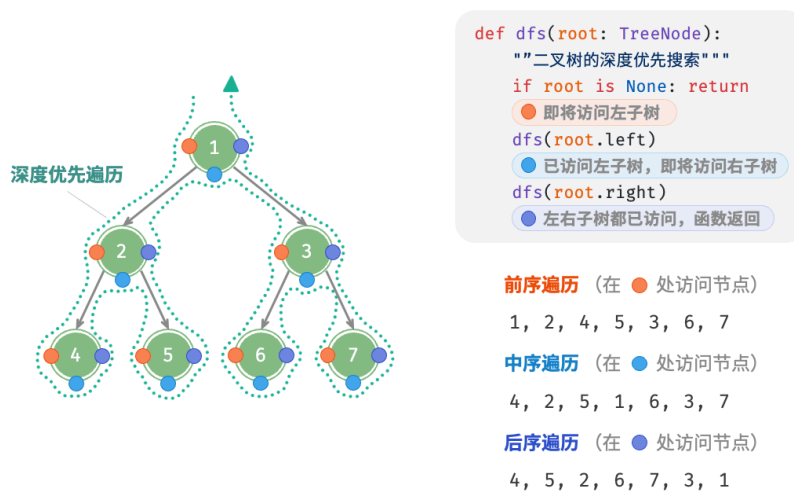 def dfs(root: TreeNode):
"”二叉树的深度优先搜索"""
if root is None: return
即将访问左子树
dfs(root.left)
已访问左子树，即将访问右子树
dfs(root.right)
左右子树都已访问，函数返回
深度优先遍历
1
2
3
4
5
6
7
前序遍历 （在 处访问节点）
1, 2, 4, 5, 3, 6, 7
中序遍历 （在 处访问节点）
4, 2, 5, 1, 6, 3, 7
后序遍历 （在 处访问节点）
4, 5, 2, 6, 7, 3, 1